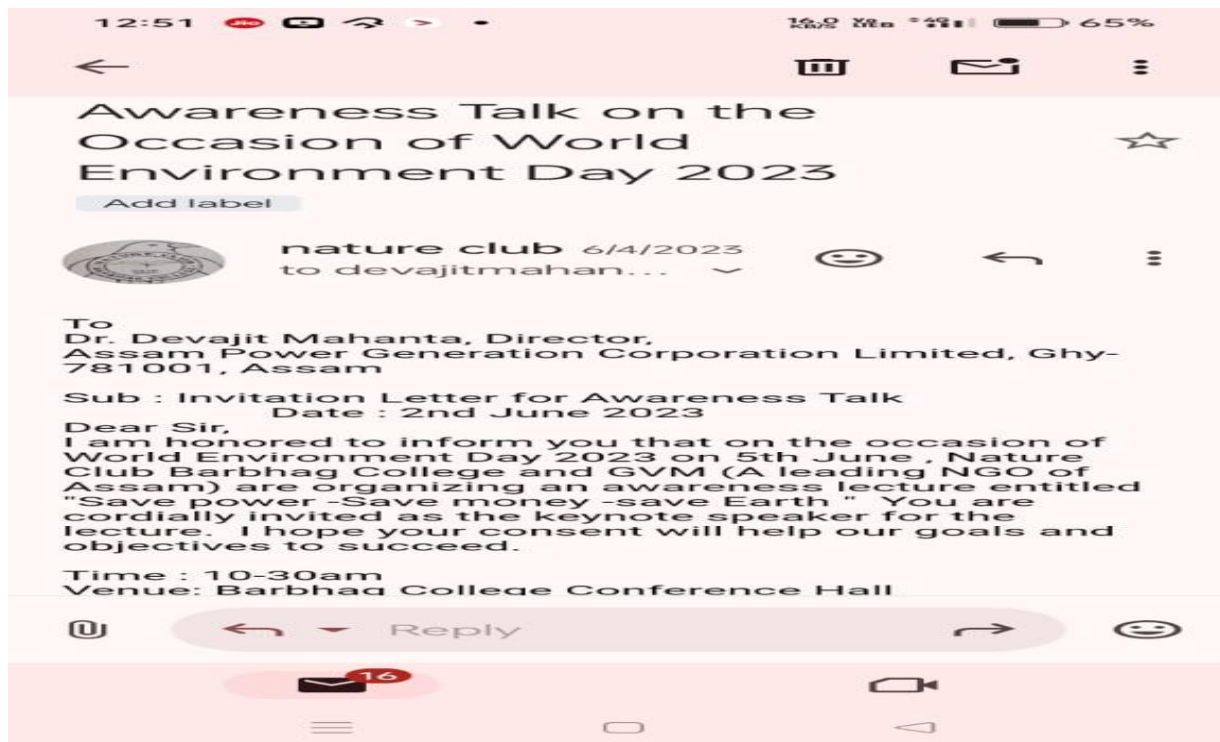 12:51 Jio 16.0 KB/S 4G 65%
Awareness Talk on the
Occasion of World
Environment Day 2023
Add label
nature club 6/4/2023
to devajitmahan...
To
Dr. Devajit Mahanta, Director,
Assam Power Generation Corporation Limited, Ghy-
781001, Assam
Sub : Invitation Letter for Awareness Talk
Date : 2nd June 2023
Dear Sir,
I am honored to inform you that on the occasion of
World Environment Day 2023 on 5th June , Nature
Club Barbhag College and GVM (A leading NGO of
Assam) are organizing an awareness lecture entitled
"Save power -Save money -save Earth " You are
cordially invited as the keynote speaker for the
lecture. I hope your consent will help our goals and
objectives to succeed.
Time : 10-30am
Venue: Barbhag College Conference Hall
Reply
16